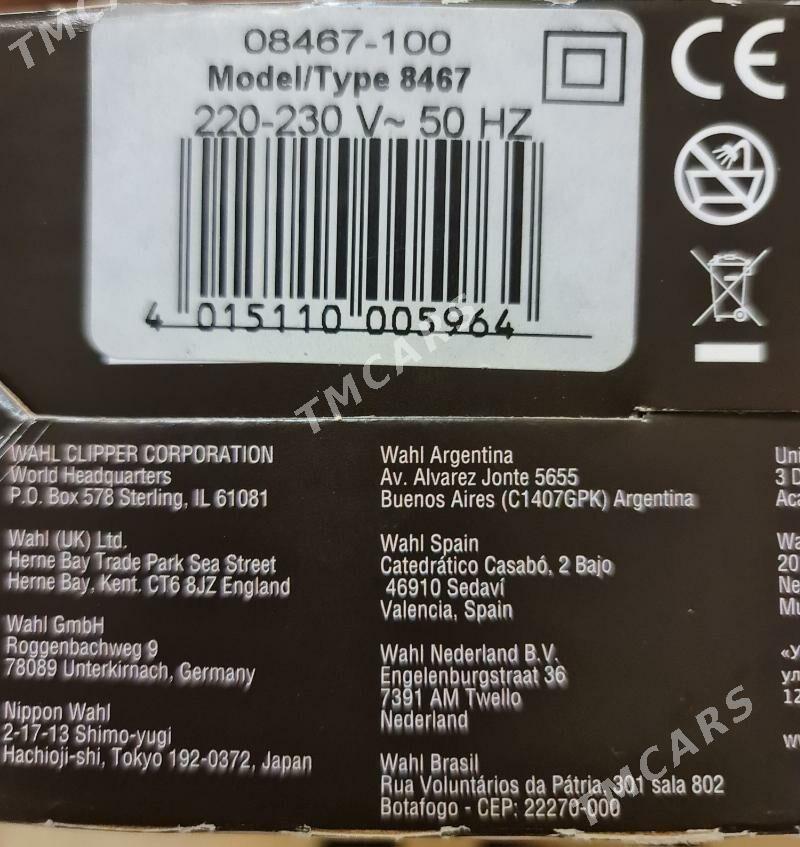 08467-100
Model/Type 8467
220-230 V~ 50 HZ
4 015110 005964
CE
WAHL CLIPPER CORPORATION
World Headquarters
P.O. Box 578 Sterling, IL 61081
Wahl (UK) Ltd.
Herne Bay Trade Park Sea Street
Herne Bay, Kent. CT6 8JZ England
Wahl GmbH
Roggenbachweg 9
78089 Unterkirnach, Germany
Nippon Wahl
2-17-13 Shimo-yugi
Hachioji-shi, Tokyo 192-0372, Japan
Wahl Argentina
Av. Alvarez Jonte 5655
Buenos Aires (C1407GPK) Argentina
Wahl Spain
Catedrático Casabó, 2 Bajo
46910 Sedaví
Valencia, Spain
Wahl Nederland B.V.
Engelenburgstraat 36
7391 AM Twello
Nederland
Wahl Brasil
Rua Voluntários da Pátria, 301 sala 802
Botafogo - CEP: 22270-000
TMCARS
TMCARS
TMCARS